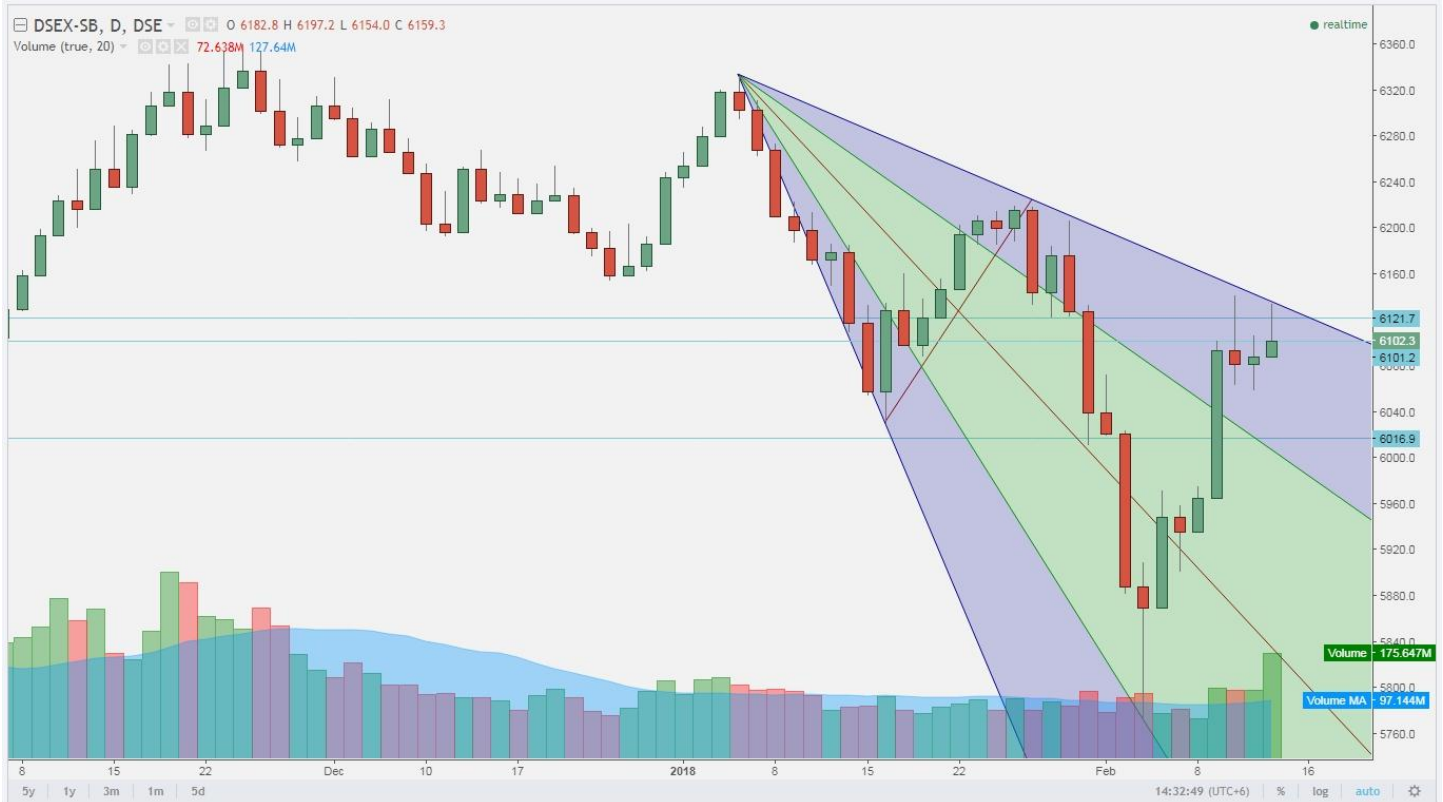 DSEX-SB, D, DSE O 6182.8 H 6197.2 L 6154.0 C 6159.3
realtime
Volume (true, 20) 72.638M 127.64M
6360.0
6320.0
6280.0
6240.0
6200.0
6160.0
6121.7
6102.3
6101.2
6040.0
6016.9
6000.0
5960.0
5920.0
5880.0
5840.0
Volume 175.647M
5800.0
Volume MA 97.144M
5760.0
8 15 22 Dec 10 17 2018 8 15 22 Feb 8 16
5y 1y 3m 1m 5d 14:32:49 (UTC+6) % log auto